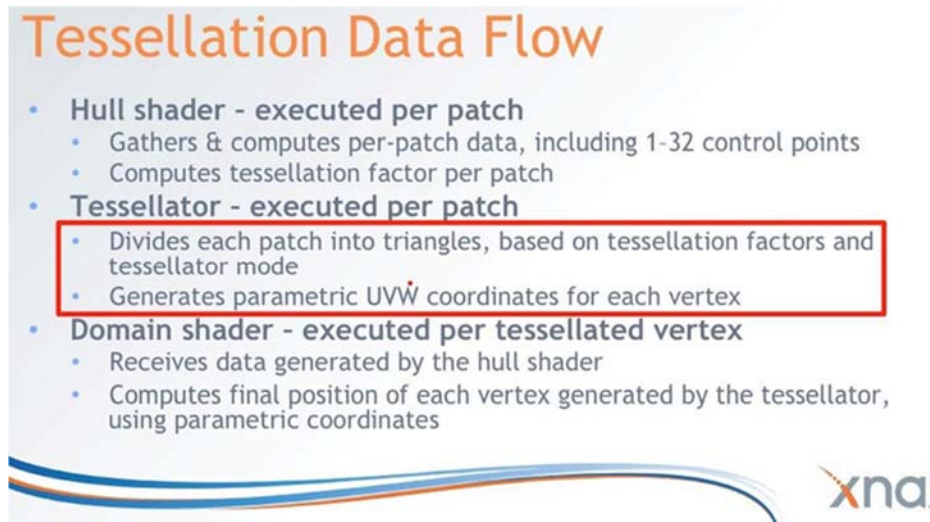 Tessellation Data Flow
• Hull shader – executed per patch
• Gathers & computes per-patch data, including 1-32 control points
• Computes tessellation factor per patch
• Tessellator – executed per patch
• Divides each patch into triangles, based on tessellation factors and
tessellator mode
• Generates parametric UVW coordinates for each vertex
• Domain shader – executed per tessellated vertex
• Receives data generated by the hull shader
• Computes final position of each vertex generated by the tessellator,
using parametric coordinates
xna